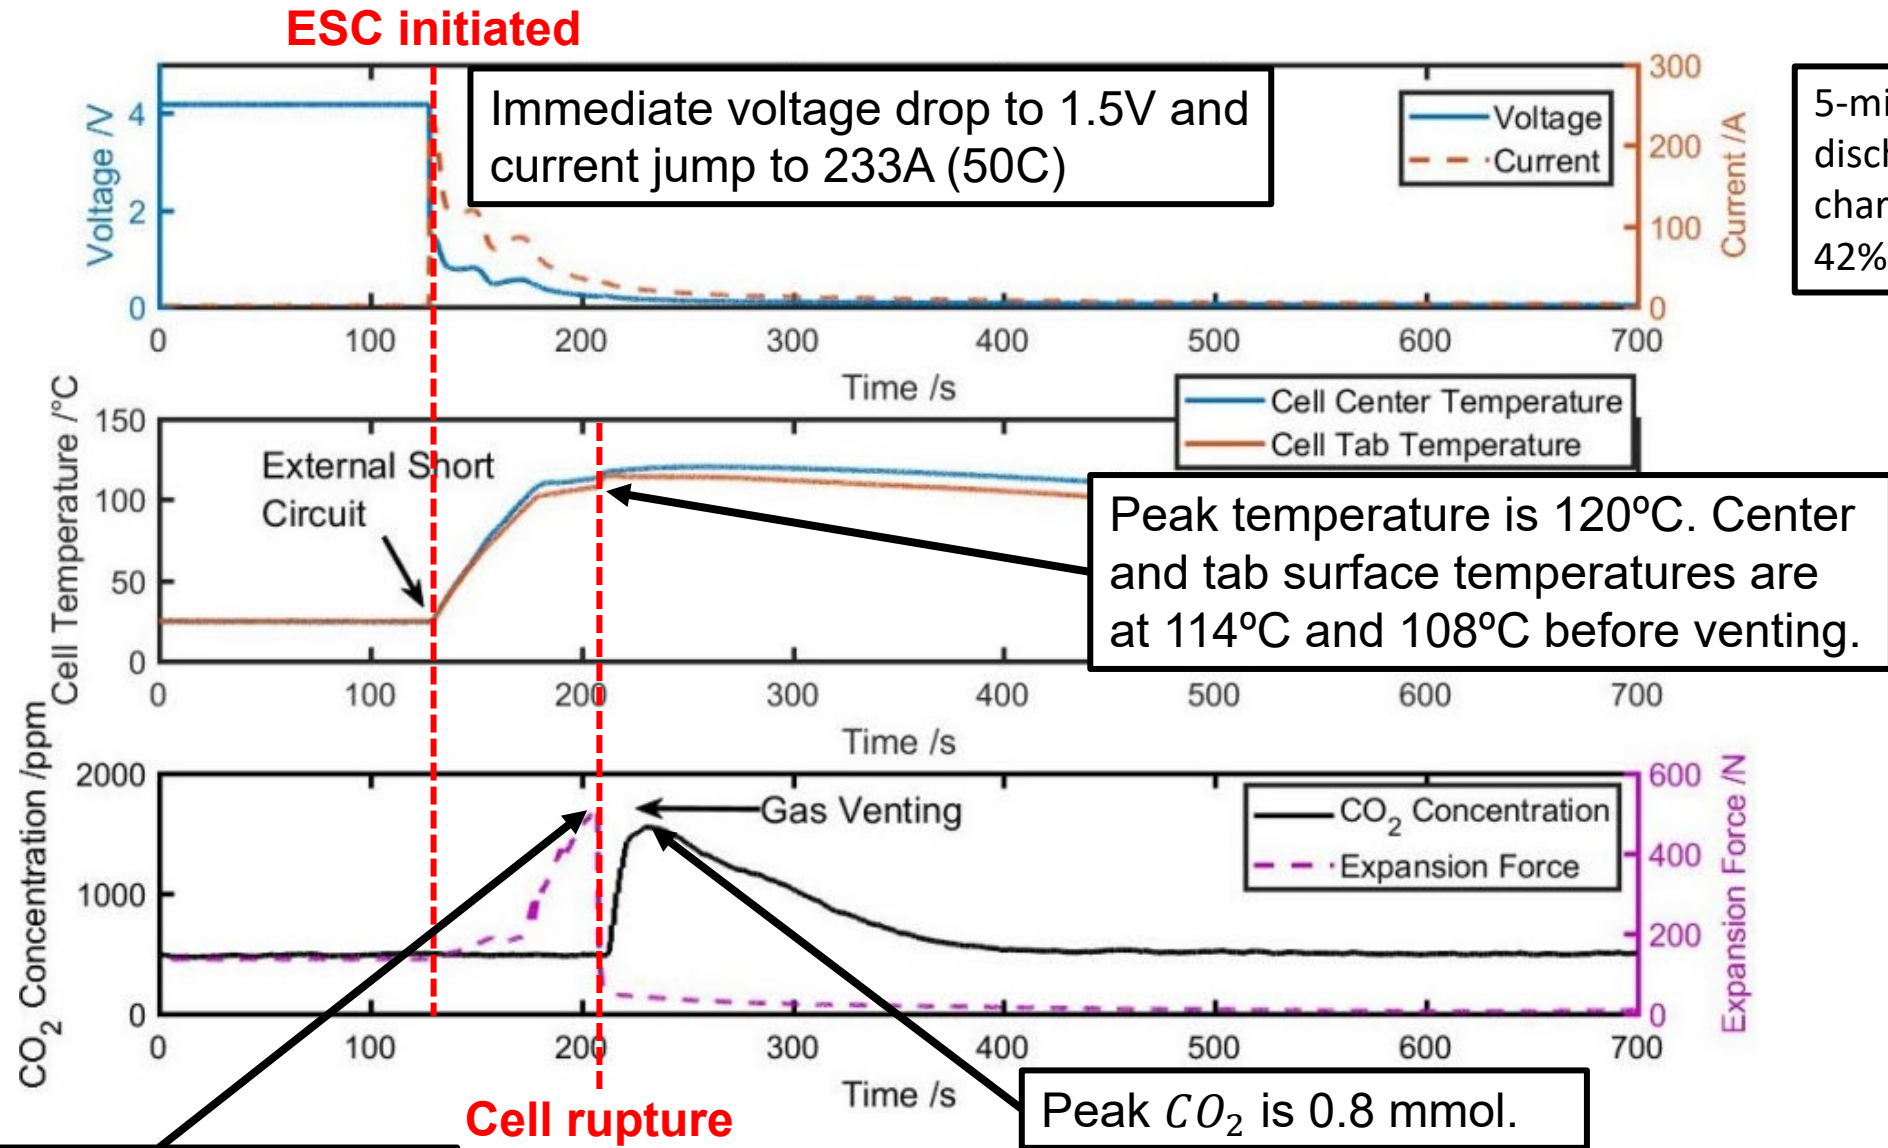 ESC initiated
Immediate voltage drop to 1.5V and
current jump to 233A (50C)
Voltage
Current
Voltage /V
4
2
0
300
200
100
0
Current /A
0 100 200 300 400 500 600 700
Time /s
42%
Cell Center Temperature
Cell Tab Temperature
Cell Temperature /°C
150
100
50
0
External Short
Circuit
Peak temperature is 120ºC. Center
and tab surface temperatures are
at 114ºC and 108ºC before venting.
0 100 200 300 400 500 600 700
Time /s
CO2 Concentration /ppm
2000
1000
0
Gas Venting
CO2 Concentration
Expansion Force
600
400
200
0
Expansion Force /N
0 100 200 300 400 500 600 700
Time /s
Cell rupture
Peak CO2 is 0.8 mmol.